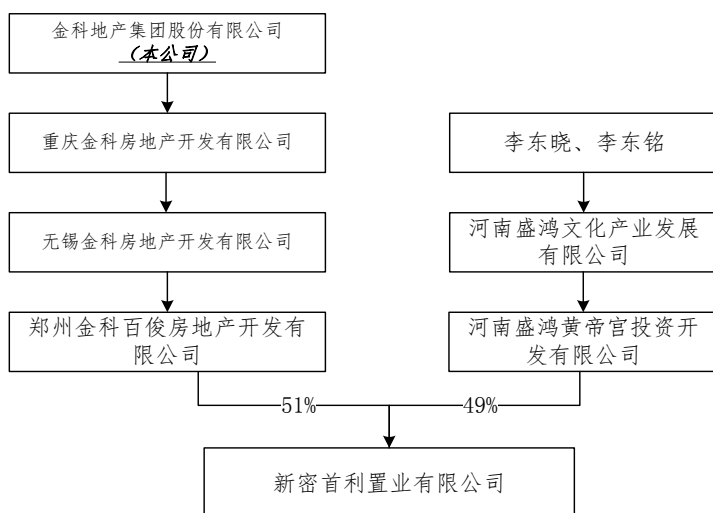 金科地产集团股份有限公司
（本公司）
重庆金科房地产开发有限公司
李东晓、李东铭
无锡金科房地产开发有限公司
河南盛鸿文化产业发展
有限公司
郑州金科百俊房地产开发有
限公司
河南盛鸿黄帝宫投资开
发有限公司
51%
49%
新密首利置业有限公司